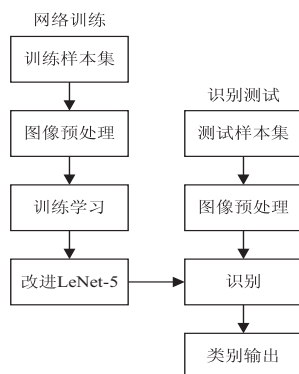 网络训练
训练样本集
图像预处理
训练学习
改进LeNet-5
识别测试
测试样本集
图像预处理
识别
类别输出